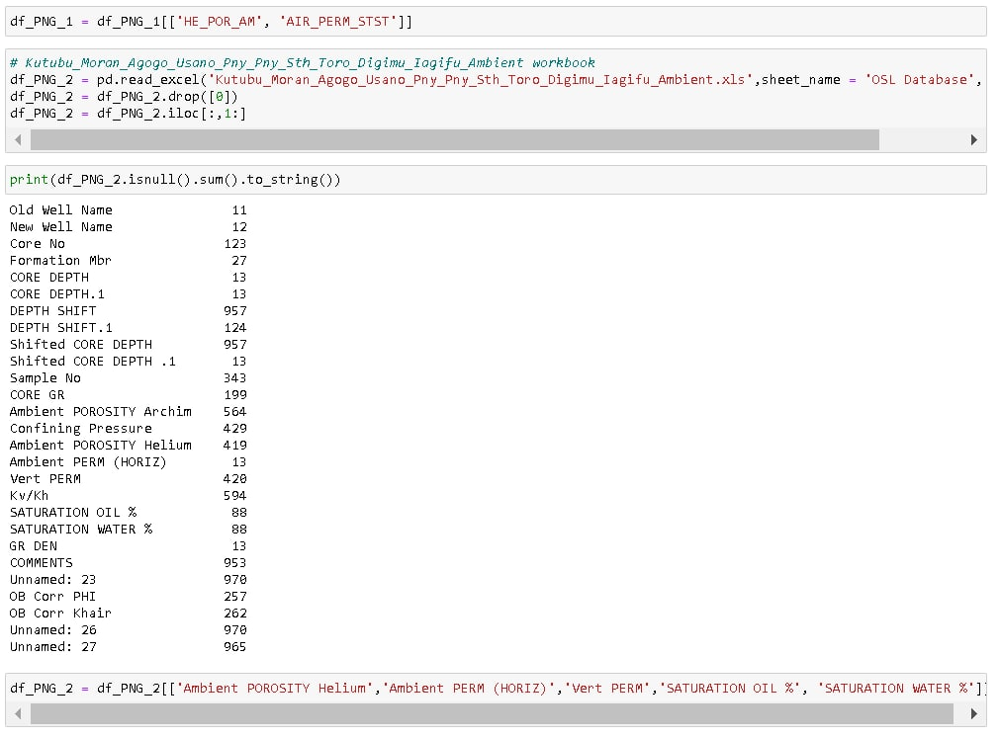 df_PNG_1 = df_PNG_1[['HE_POR_AM', 'AIR_PERM_STST']]
# Kutubu_Moran_Agogo_Usano_Pny_Pny_Sth_Toro_Digimu_Iagifu_Ambient workbook
df_PNG_2 = pd.read_excel('Kutubu_Moran_Agogo_Usano_Pny_Pny_Sth_Toro_Digimu_Iagifu_Ambient.xls',sheet_name = 'OSL Database',
df_PNG_2 = df_PNG_2.drop([0])
df_PNG_2 = df_PNG_2.iloc[:,1:]
print(df_PNG_2.isnull().sum().to_string())
Old Well Name 11
New Well Name 12
Core No 123
Formation Mbr 27
CORE DEPTH 13
CORE DEPTH.1 13
DEPTH SHIFT 957
DEPTH SHIFT.1 124
Shifted CORE DEPTH 957
Shifted CORE DEPTH .1 13
Sample No 343
CORE GR 199
Ambient POROSITY Archim 564
Confining Pressure 429
Ambient POROSITY Helium 419
Ambient PERM (HORIZ) 13
Vert PERM 420
Kv/Kh 594
SATURATION OIL % 88
SATURATION WATER % 88
GR DEN 13
COMMENTS 953
Unnamed: 23 970
OB Corr PHI 257
OB Corr Khair 262
Unnamed: 26 970
Unnamed: 27 965
df_PNG_2 = df_PNG_2[['Ambient POROSITY Helium','Ambient PERM (HORIZ)','Vert PERM','SATURATION OIL %', 'SATURATION WATER %']]